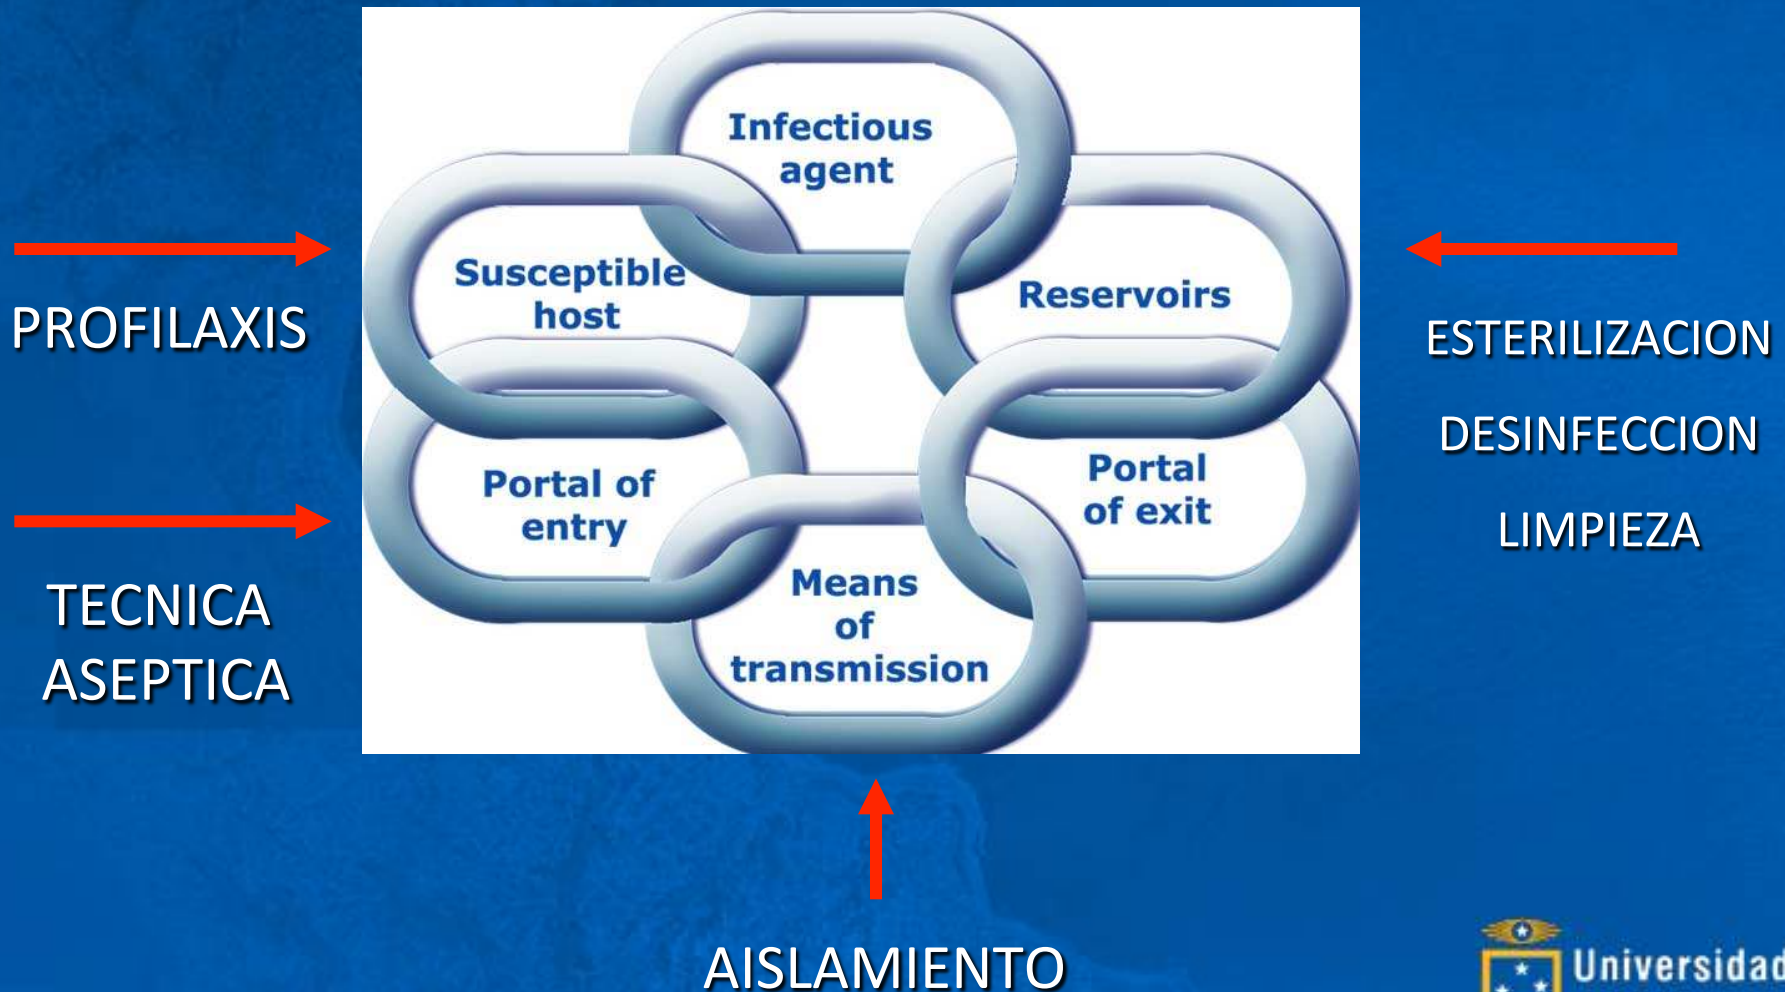 Infectious
agent
Susceptible
host
Reservoirs
Portal of
entry
Portal
of exit
Means
of
transmission
PROFILAXIS
TECNICA
ASEPTICA
ESTERILIZACION
DESINFECCION
LIMPIEZA
AISLAMIENTO
Universidad